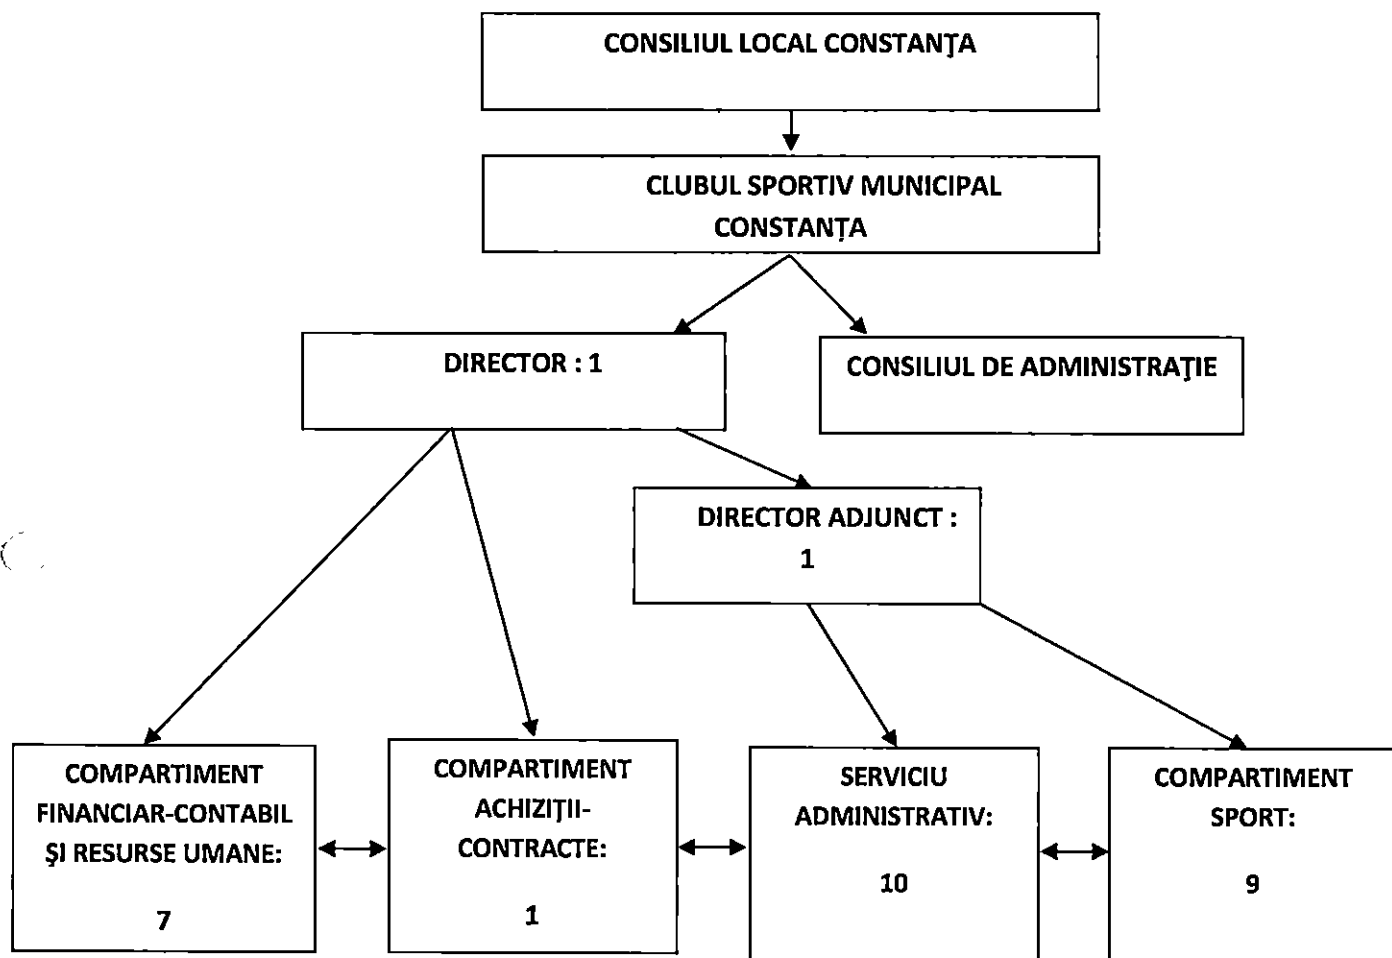 CONSILIUL LOCAL CONSTANŢA
CLUBUL SPORTIV MUNICIPAL
CONSTANȚA
DIRECTOR : 1
CONSILIUL DE ADMINISTRAŢIE
DIRECTOR ADJUNCT :
1
COMPARTIMENT
FINANCIAR-CONTABIL
ŞI RESURSE UMANE:
7
COMPARTIMENT
ACHIZIŢII-
CONTRACTE:
1
SERVICIU
ADMINISTRATIV:
10
COMPARTIMENT
SPORT:
9